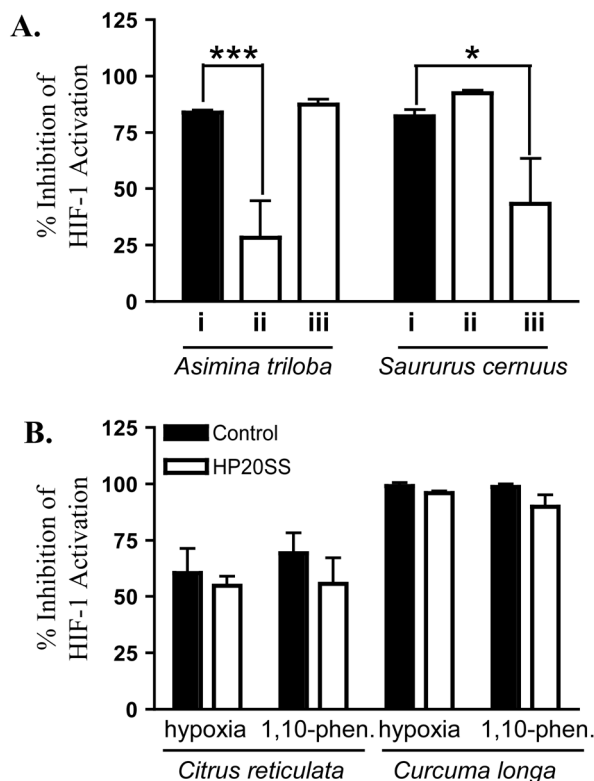 A.
% Inhibition of
HIF-1 Activation
125
100
75
50
25
0
***
*
i ii iii i ii iii
Asimina triloba Saururus cernuus
B.
% Inhibition of
HIF-1 Activation
125
100
75
50
25
0
Control
HP20SS
hypoxia 1,10-phen. hypoxia 1,10-phen.
Citrus reticulata Curcuma longa